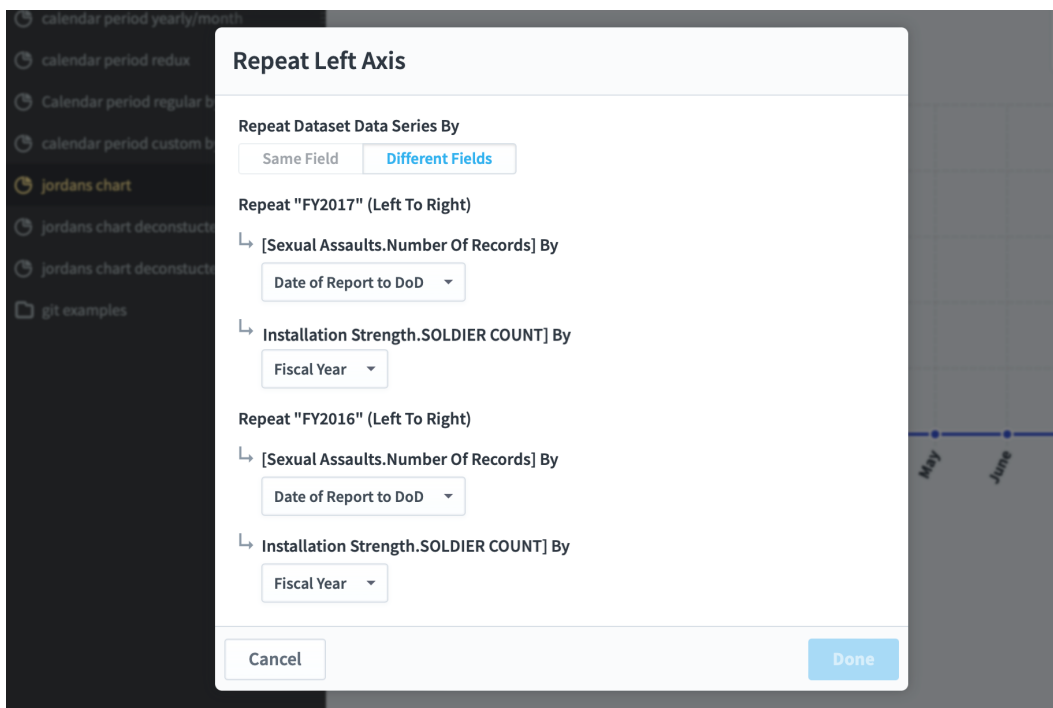 calendar period yearly/month
calendar period redux
Calendar period regular b
calendar period custom b
jordans chart
jordans chart deconstucte
jordans chart deconstucte
git examples
Repeat Left Axis
Repeat Dataset Data Series By
Same Field Different Fields
Repeat "FY2017" (Left To Right)
[Sexual Assaults.Number Of Records] By
Date of Report to DoD
Installation Strength.SOLDIER COUNT] By
Fiscal Year
Repeat "FY2016" (Left To Right)
[Sexual Assaults.Number Of Records] By
Date of Report to DoD
Installation Strength.SOLDIER COUNT] By
Fiscal Year
Cancel Done
May
June